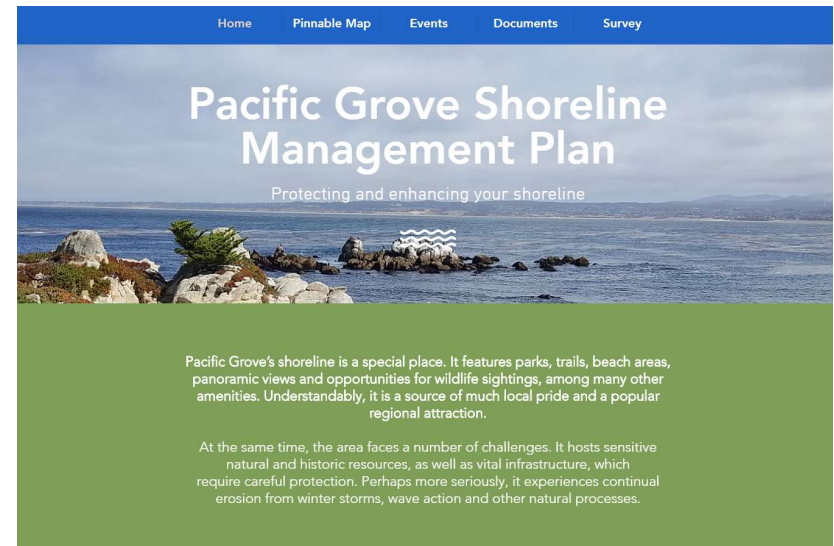 Home Pinnable Map Events Documents Survey
Pacific Grove Shoreline
Management Plan
Protecting and enhancing your shoreline
Pacific Grove's shoreline is a special place. It features parks, trails, beach areas,
panoramic views and opportunities for wildlife sightings, among many other
amenities. Understandably, it is a source of much local pride and a popular
regional attraction.
At the same time, the area faces a number of challenges. It hosts sensitive
natural and historic resources, as well as vital infrastructure, which
require careful protection. Perhaps more seriously, it experiences continual
erosion from winter storms, wave action and other natural processes.